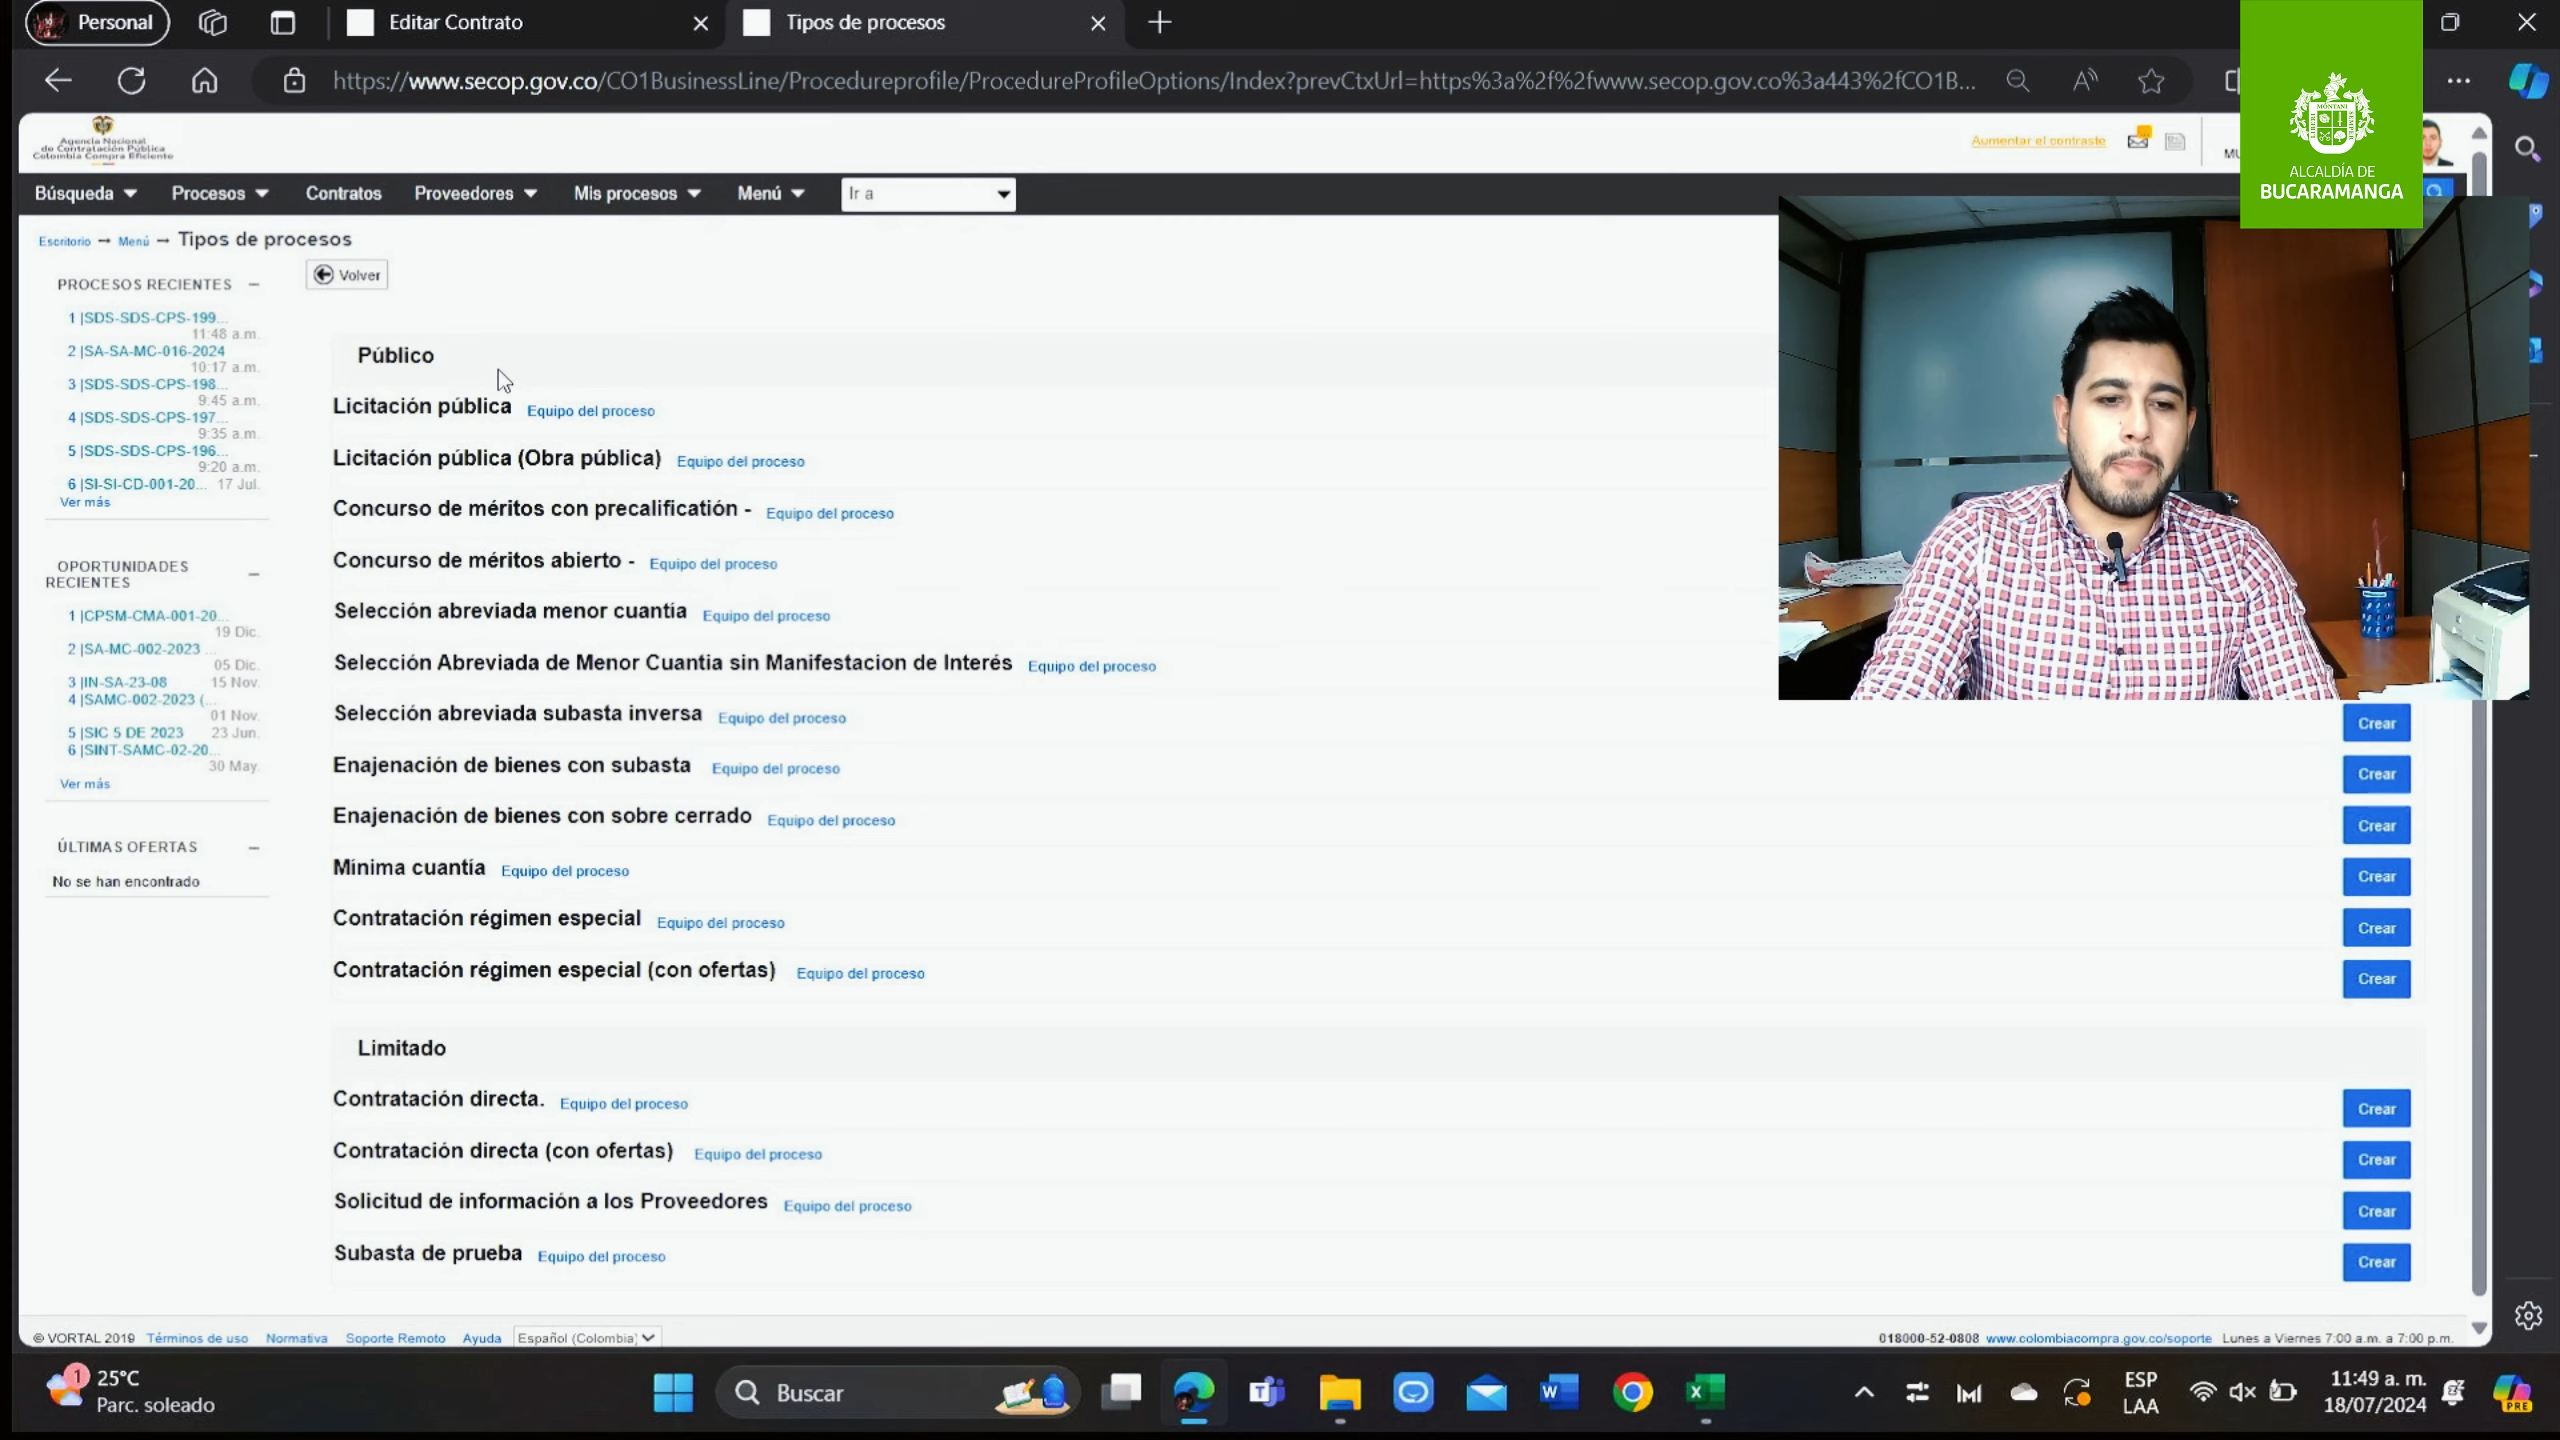 Personal
Editar Contrato
Tipos de procesos
https://www.secop.gov.co/CO1BusinessLine/Procedureprofile/ProcedureProfileOptions/Index?prevCtxUrl=https%3a%2f%2fwww.secop.gov.co%3a443%2fCO1B...
ALCALDÍA DE
BUCARAMANGA
Agencia Nacional
de Contratación Pública
Colombia Compra Eficiente
Aumentar el contraste
Búsqueda
Procesos
Contratos
Proveedores
Mis procesos
Menú
Ir a
Escritorio → Menú → Tipos de procesos
Volver
PROCESOS RECIENTES
1 |SDS-SDS-CPS-199...
11:48 a.m.
2 |SA-SA-MC-016-2024
10:17 a.m.
3 |SDS-SDS-CPS-198...
9:45 a.m.
4 |SDS-SDS-CPS-197...
9:35 a.m.
5 |SDS-SDS-CPS-196...
9:20 a.m.
6 |SI-SI-CD-001-20... 17 Jul.
Ver más
OPORTUNIDADES
RECIENTES
1 |CPSM-CMA-001-20...
19 Dic.
2 |SA-MC-002-2023 ...
05 Dic.
3 |IN-SA-23-08 15 Nov.
4 |SAMC-002-2023 (...
01 Nov.
5 |SIC 5 DE 2023 23 Jun.
6 |SINT-SAMC-02-20...
30 May.
Ver más
ÚLTIMAS OFERTAS
No se han encontrado
Público
Licitación pública Equipo del proceso
Licitación pública (Obra pública) Equipo del proceso
Concurso de méritos con precalificatión - Equipo del proceso
Concurso de méritos abierto - Equipo del proceso
Selección abreviada menor cuantía Equipo del proceso
Selección Abreviada de Menor Cuantia sin Manifestacion de Interés Equipo del proceso
Selección abreviada subasta inversa Equipo del proceso Crear
Enajenación de bienes con subasta Equipo del proceso Crear
Enajenación de bienes con sobre cerrado Equipo del proceso Crear
Mínima cuantía Equipo del proceso Crear
Contratación régimen especial Equipo del proceso Crear
Contratación régimen especial (con ofertas) Equipo del proceso Crear
Limitado
Contratación directa. Equipo del proceso Crear
Contratación directa (con ofertas) Equipo del proceso Crear
Solicitud de información a los Proveedores Equipo del proceso Crear
Subasta de prueba Equipo del proceso Crear
© VORTAL 2019 Términos de uso Normativa Soporte Remoto Ayuda Español (Colombia)
018000-52-0808 www.colombiacompra.gov.co/soporte Lunes a Viernes 7:00 a.m. a 7:00 p.m.
1
25°C
Parc. soleado
Buscar
ESP
LAA
11:49 a. m.
18/07/2024
PRE